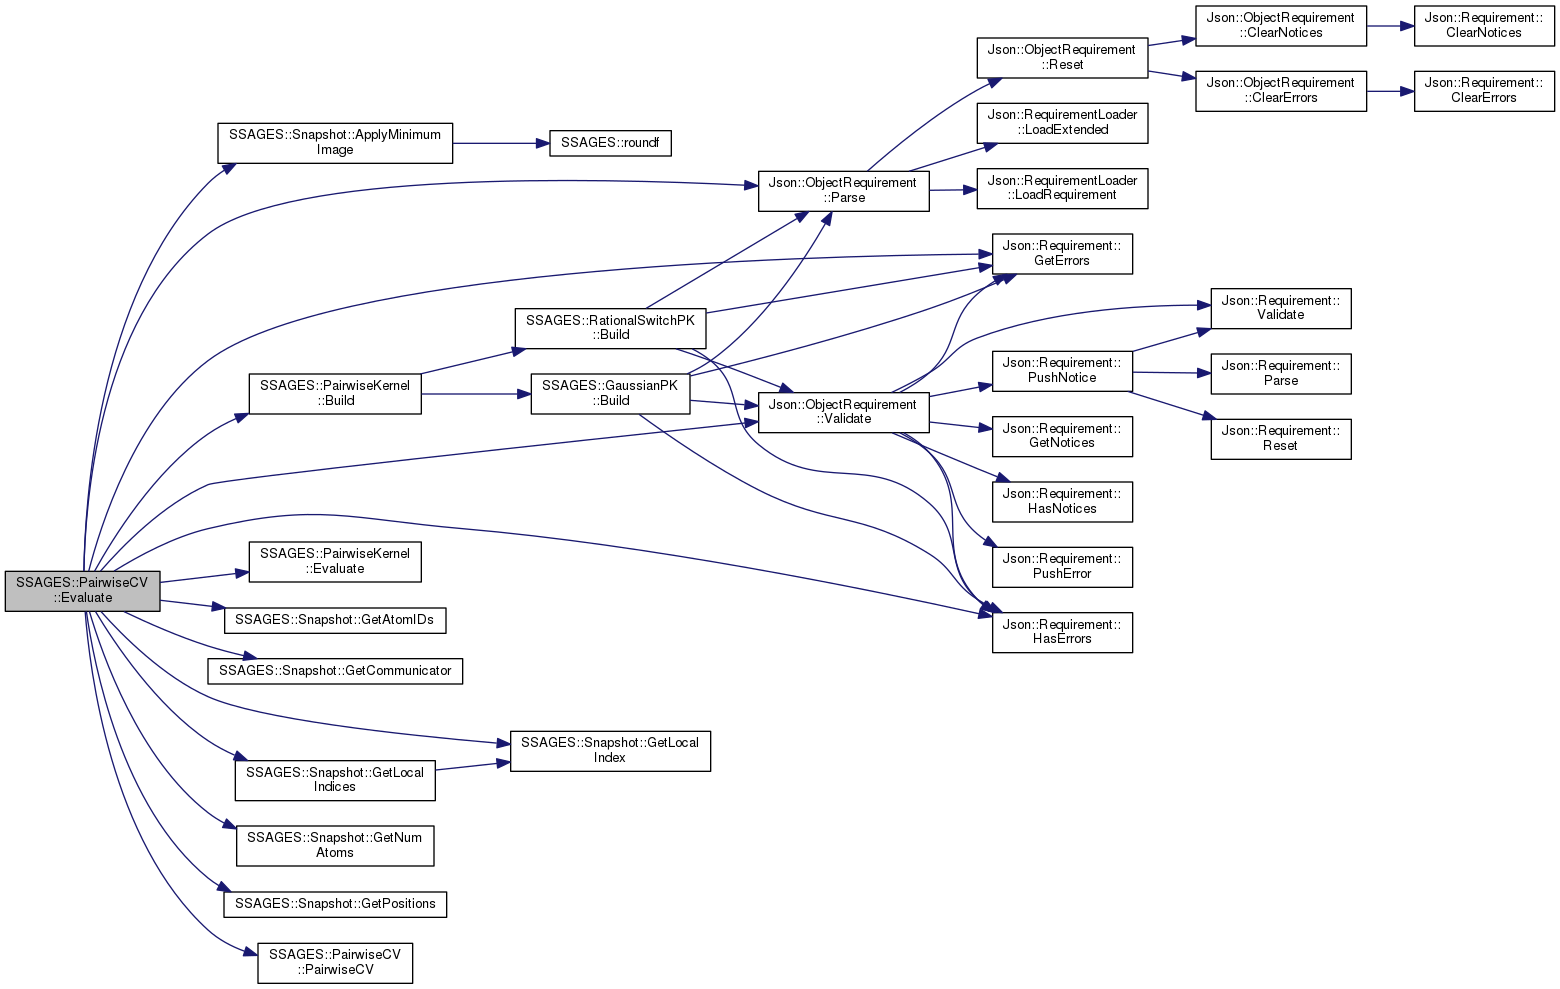 SSAGES::PairwiseCV
::Evaluate
SSAGES::Snapshot::ApplyMinimum
Image
SSAGES::roundf
Json::ObjectRequirement
::Parse
Json::ObjectRequirement
::Reset
Json::ObjectRequirement
::ClearNotices
Json::Requirement::
ClearNotices
Json::ObjectRequirement
::ClearErrors
Json::Requirement::
ClearErrors
Json::RequirementLoader
::LoadExtended
Json::RequirementLoader
::LoadRequirement
Json::Requirement::
GetErrors
SSAGES::PairwiseKernel
::Build
SSAGES::RationalSwitchPK
::Build
SSAGES::GaussianPK
::Build
Json::ObjectRequirement
::Validate
Json::Requirement::
Validate
Json::Requirement::
PushNotice
Json::Requirement::
Parse
Json::Requirement::
Reset
Json::Requirement::
GetNotices
Json::Requirement::
HasNotices
Json::Requirement::
PushError
Json::Requirement::
HasErrors
SSAGES::PairwiseKernel
::Evaluate
SSAGES::Snapshot::GetAtomIDs
SSAGES::Snapshot::GetCommunicator
SSAGES::Snapshot::GetLocal
Index
SSAGES::Snapshot::GetLocal
Indices
SSAGES::Snapshot::GetNum
Atoms
SSAGES::Snapshot::GetPositions
SSAGES::PairwiseCV
::PairwiseCV